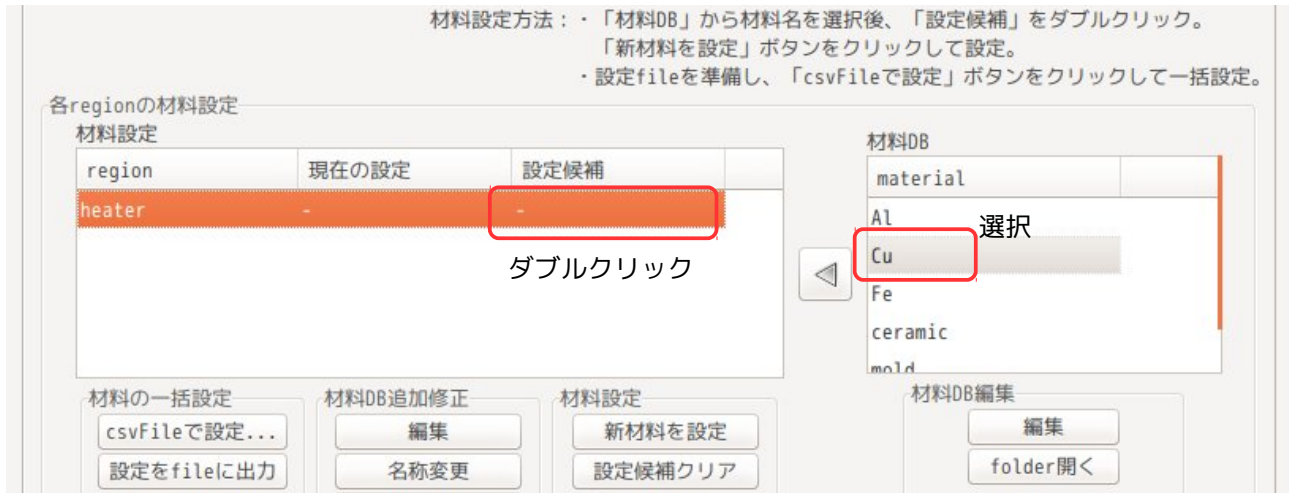 材料設定方法：・「材料DB」から材料名を選択後、「設定候補」をダブルクリック。
「新材料を設定」ボタンをクリックして設定。
・設定fileを準備し、「csvFileで設定」ボタンをクリックして一括設定。
各regionの材料設定
材料設定
region 現在の設定 設定候補
heater - -
ダブルクリック
材料DB
material
Al
選択
Cu
Fe
ceramic
mold
材料の一括設定
csvFileで設定...
設定をfileに出力
材料DB追加修正
編集
名称変更
材料設定
新材料を設定
設定候補クリア
材料DB編集
編集
folder開く